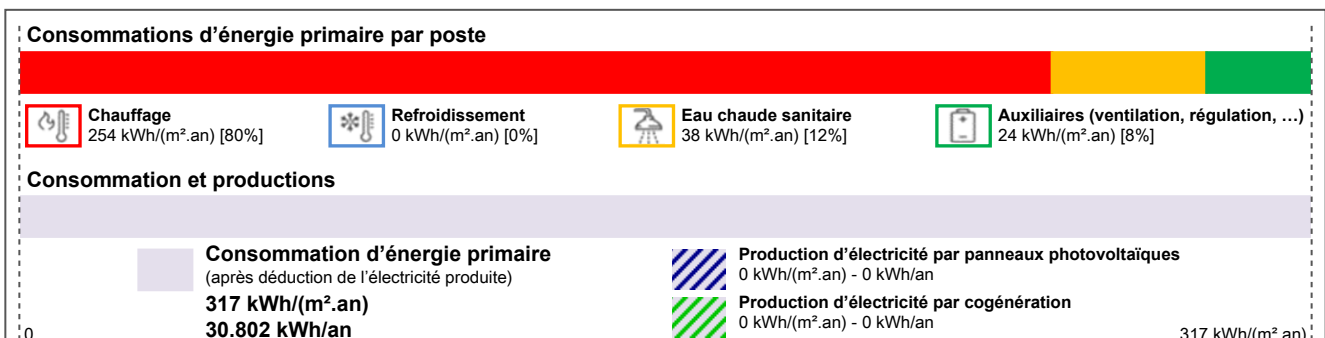 Consommations d’énergie primaire par poste
Chauffage
254 kWh/(m².an) [80%]
Refroidissement
0 kWh/(m².an) [0%]
Eau chaude sanitaire
38 kWh/(m².an) [12%]
Auxiliaires (ventilation, régulation, …)
24 kWh/(m².an) [8%]
Consommation et productions
Consommation d’énergie primaire
(après déduction de l’électricité produite)
317 kWh/(m².an)
30.802 kWh/an
Production d’électricité par panneaux photovoltaïques
0 kWh/(m².an) - 0 kWh/an
Production d’électricité par cogénération
0 kWh/(m².an) - 0 kWh/an
0
317 kWh/(m².an)